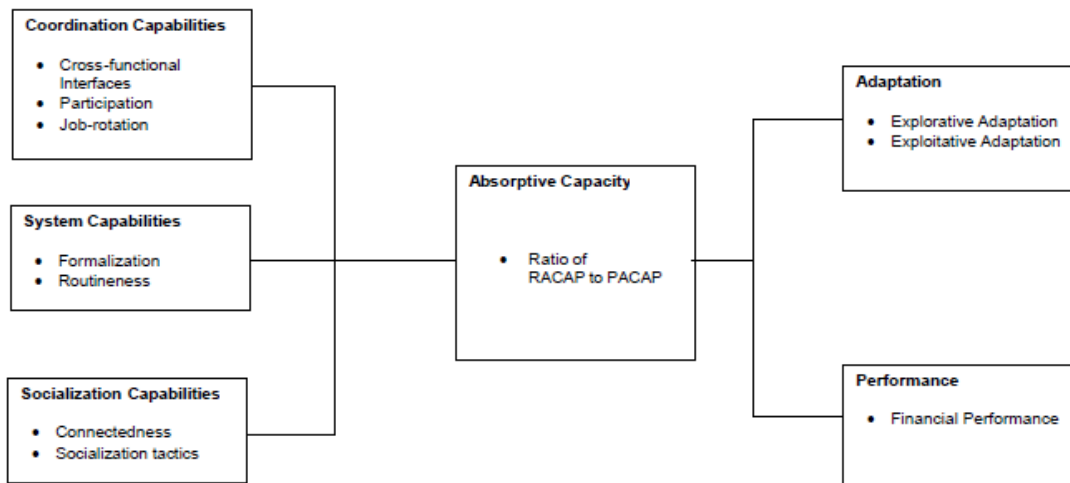 Coordination Capabilities
• Cross-functional
Interfaces
• Participation
• Job-rotation
System Capabilities
• Formalization
• Routineness
Socialization Capabilities
• Connectedness
• Socialization tactics
Absorptive Capacity
• Ratio of
RACAP to PACAP
Adaptation
• Explorative Adaptation
• Exploitative Adaptation
Performance
• Financial Performance